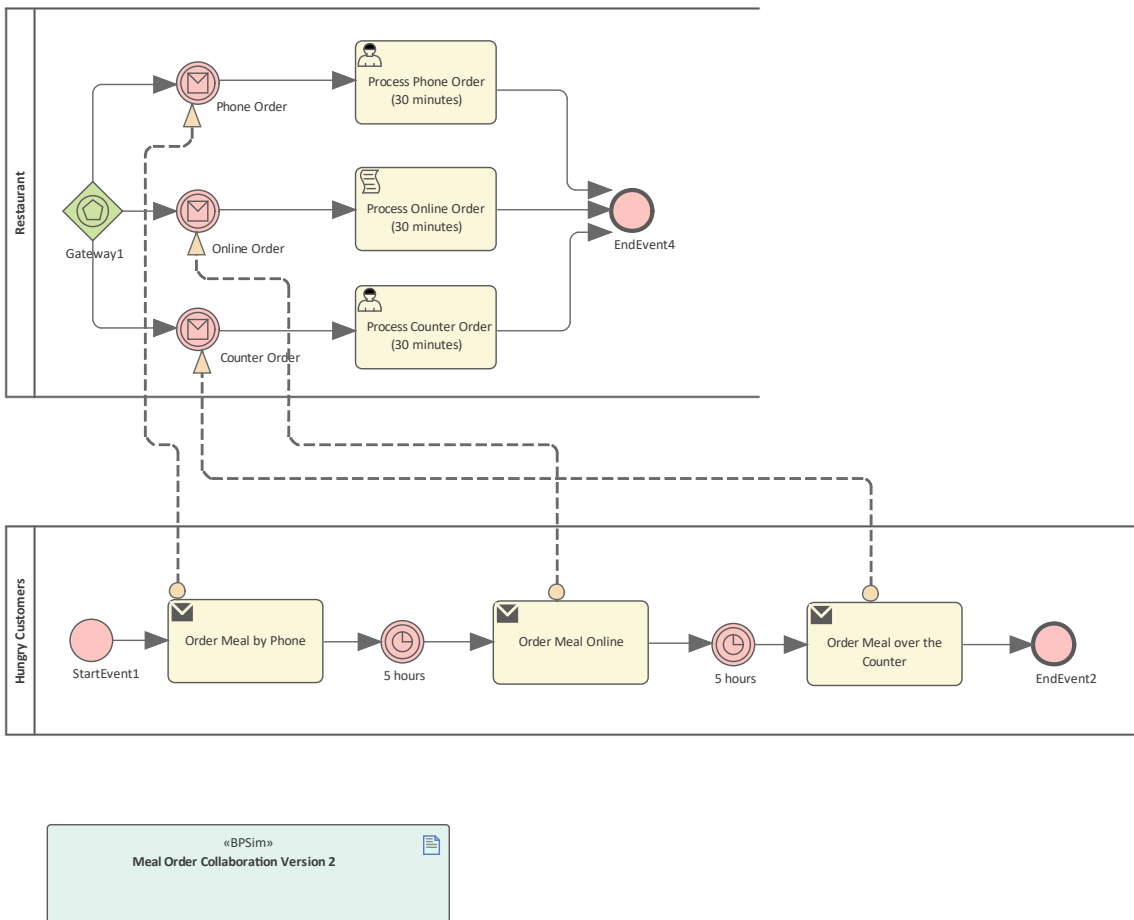 Restaurant
Process Phone Order
(30 minutes)
Phone Order
Process Online Order
(30 minutes)
Gateway1
Online Order
EndEvent4
Process Counter Order
(30 minutes)
Counter Order
Hungry Customers
StartEvent1
Order Meal by Phone
5 hours
Order Meal Online
5 hours
Order Meal over the
Counter
EndEvent2
«BPSim»
Meal Order Collaboration Version 2